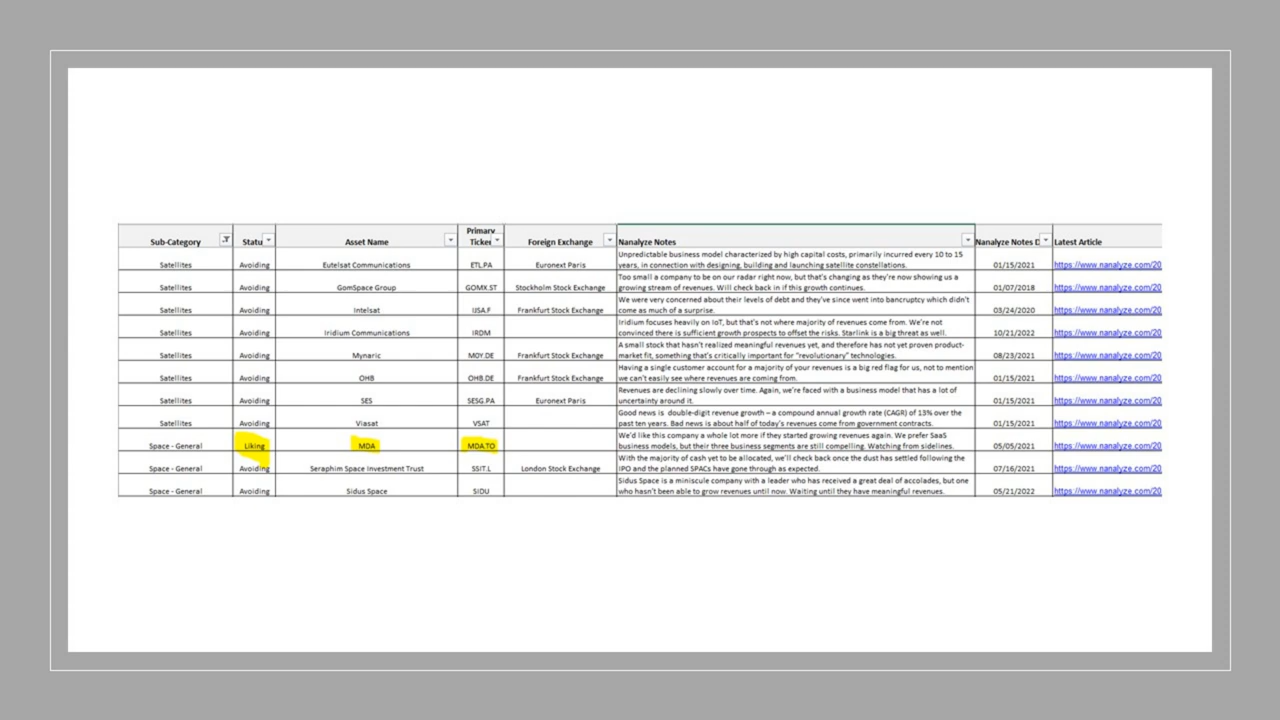 Primary
Sub-Category Statu Asset Name Ticker Foreign Exchange Nanalyze Notes Nanalyze Notes D Latest Article
Unpredictable business model characterized by high capital costs, primarily incurred every 10 to 15
Satellites Avoiding Eutelsat Communications ETL.PA Euronext Paris years, in connection with designing, building and launching satellite constellations. 01/15/2021 https://www.nanalyze.com/20
Too small a company to be on our radar right now, but that's changing as they're now showing us a
Satellites Avoiding GomSpace Group GOMX.ST Stockholm Stock Exchange growing stream of revenues. Will check back in if this growth continues. 01/07/2018 https://www.nanalyze.com/20
We were very concerned about their levels of debt and they've since went into bancruptcy which didn't
Satellites Avoiding Intelsat IJSA.F Frankfurt Stock Exchange come as much of a surprise. 03/24/2020 https://www.nanalyze.com/20
Iridium focuses heavily on IoT, but that's not where majority of revenues come from. We're not
Satellites Avoiding Iridium Communications IRDM convinced there is sufficient growth prospects to offset the risks. Starlink is a big threat as well. 10/21/2022 https://www.nanalyze.com/20
A small stock that hasn't realized meaningful revenues yet, and therefore has not yet proven product-
Satellites Avoiding Mynaric MOY.DE Frankfurt Stock Exchange market fit, something that's critically important for "revolutionary" technologies. 08/23/2021 https://www.nanalyze.com/20
Having a single customer account for a majority of your revenues is a big red flag for us, not to mention
Satellites Avoiding OHB OHB.DE Frankfurt Stock Exchange we can't easily see where revenues are coming from. 01/15/2021 https://www.nanalyze.com/20
Revenues are declining slowly over time. Again, we're faced with a business model that has a lot of
Satellites Avoiding SES SESG.PA Euronext Paris uncertainty around it. 01/15/2021 https://www.nanalyze.com/20
Good news is double-digit revenue growth – a compound annual growth rate (CAGR) of 13% over the
Satellites Avoiding Viasat VSAT past ten years. Bad news is about half of today's revenues come from government contracts. 01/15/2021 https://www.nanalyze.com/20
We'd like this company a whole lot more if they started growing revenues again. We prefer SaaS
Space - General Liking MDA MDA.TO business models, but their three business segments are still compelling. Watching from sidelines. 05/05/2021 https://www.nanalyze.com/20
With the majority of cash yet to be allocated, we'll check back once the dust has settled following the
Space - General Avoiding Seraphim Space Investment Trust SSIT.L London Stock Exchange IPO and the planned SPACs have gone through as expected. 07/16/2021 https://www.nanalyze.com/20
Sidus Space is a miniscule company with a leader who has received a great deal of accolades, but one
Space - General Avoiding Sidus Space SIDU who hasn't been able to grow revenues until now. Waiting until they have meaningful revenues. 05/21/2022 https://www.nanalyze.com/20